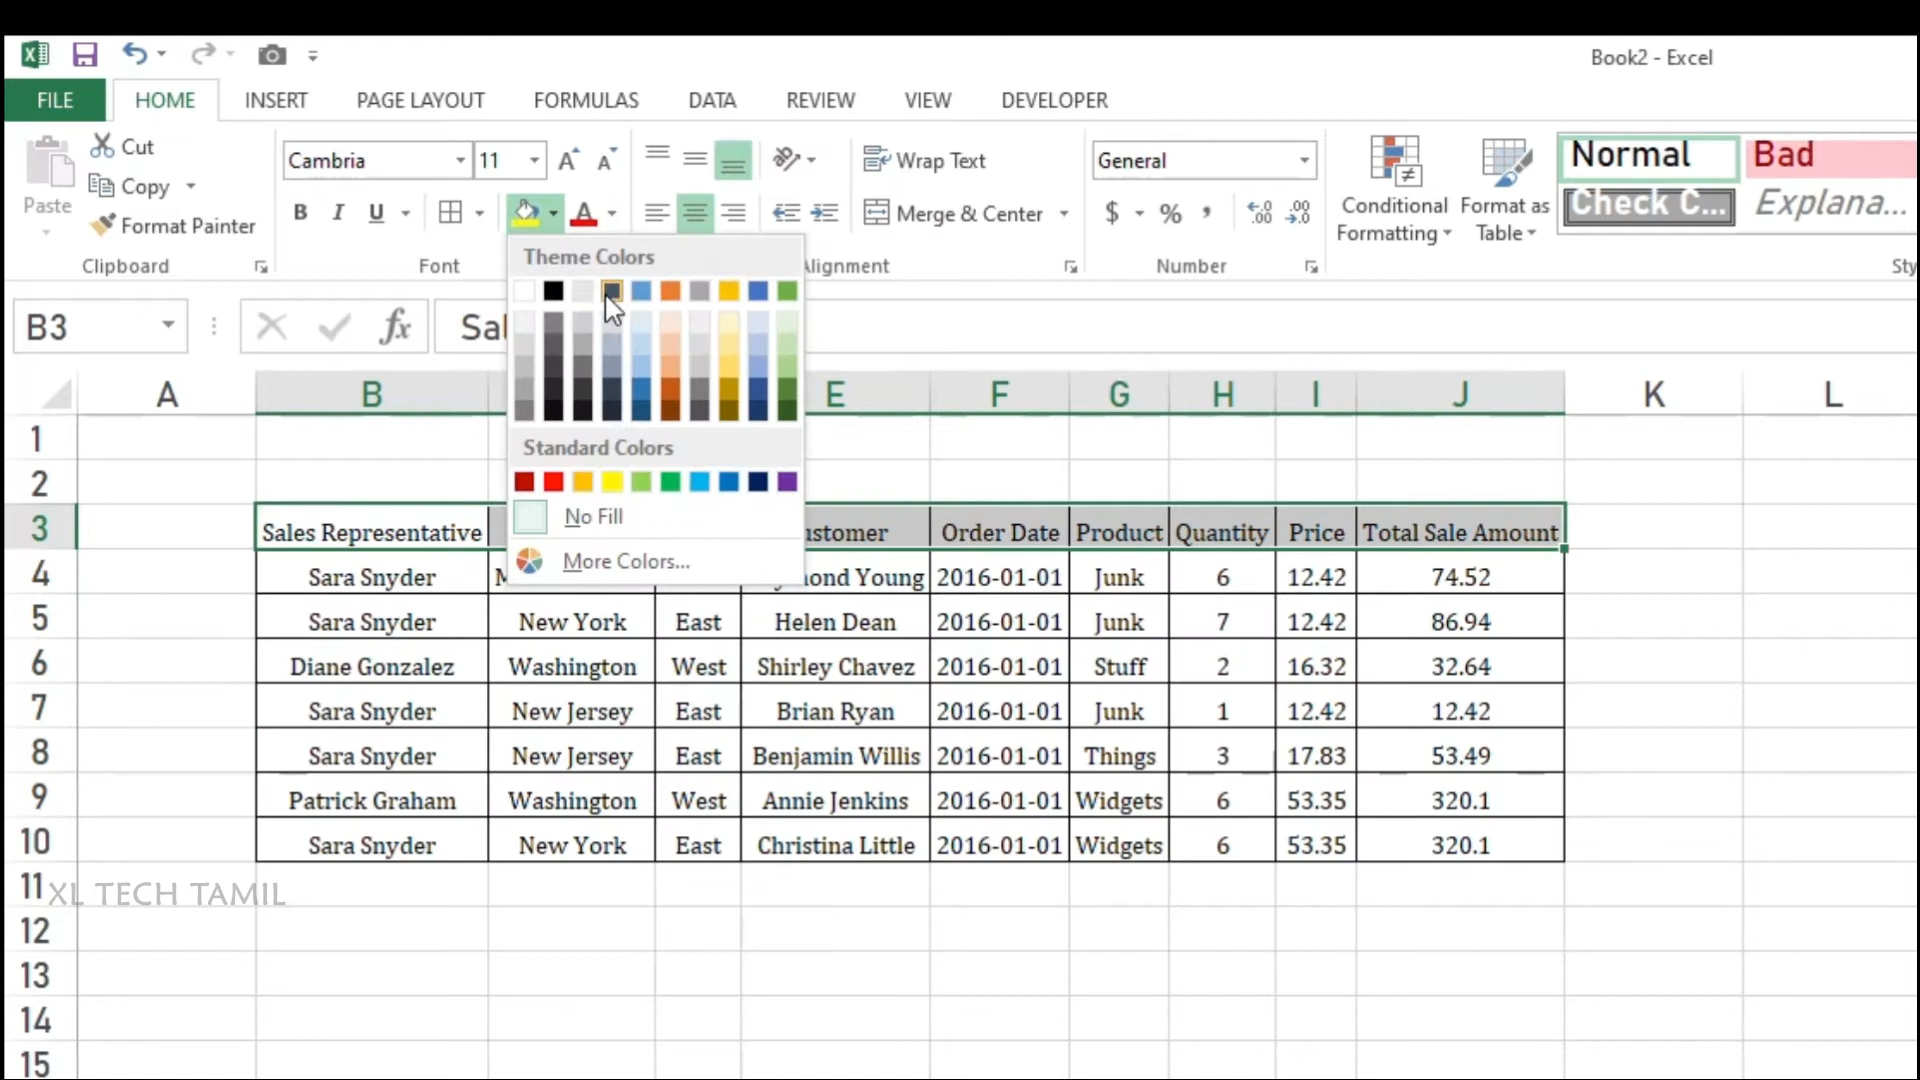 Book2 - Excel
FILE HOME INSERT PAGE LAYOUT FORMULAS DATA REVIEW VIEW DEVELOPER
Paste
Cut
Copy
Format Painter
Clipboard
Cambria 11
B I U
Font
Wrap Text
Merge & Center
lignment
General
$ % ,
Number
Conditional Formatting
Format as Table
Normal Bad
Check C... Explana...
Theme Colors
Standard Colors
No Fill
More Colors...
B3 fx
A B E F G H I J K L
1
2
3 Sales Representative Order Date Product Quantity Price Total Sale Amount
4 Sara Snyder Young 2016-01-01 Junk 6 12.42 74.52
5 Sara Snyder New York East Helen Dean 2016-01-01 Junk 7 12.42 86.94
6 Diane Gonzalez Washington West Shirley Chavez 2016-01-01 Stuff 2 16.32 32.64
7 Sara Snyder New Jersey East Brian Ryan 2016-01-01 Junk 1 12.42 12.42
8 Sara Snyder New Jersey East Benjamin Willis 2016-01-01 Things 3 17.83 53.49
9 Patrick Graham Washington West Annie Jenkins 2016-01-01 Widgets 6 53.35 320.1
10 Sara Snyder New York East Christina Little 2016-01-01 Widgets 6 53.35 320.1
11 XL TECH TAMIL
12
13
14
15